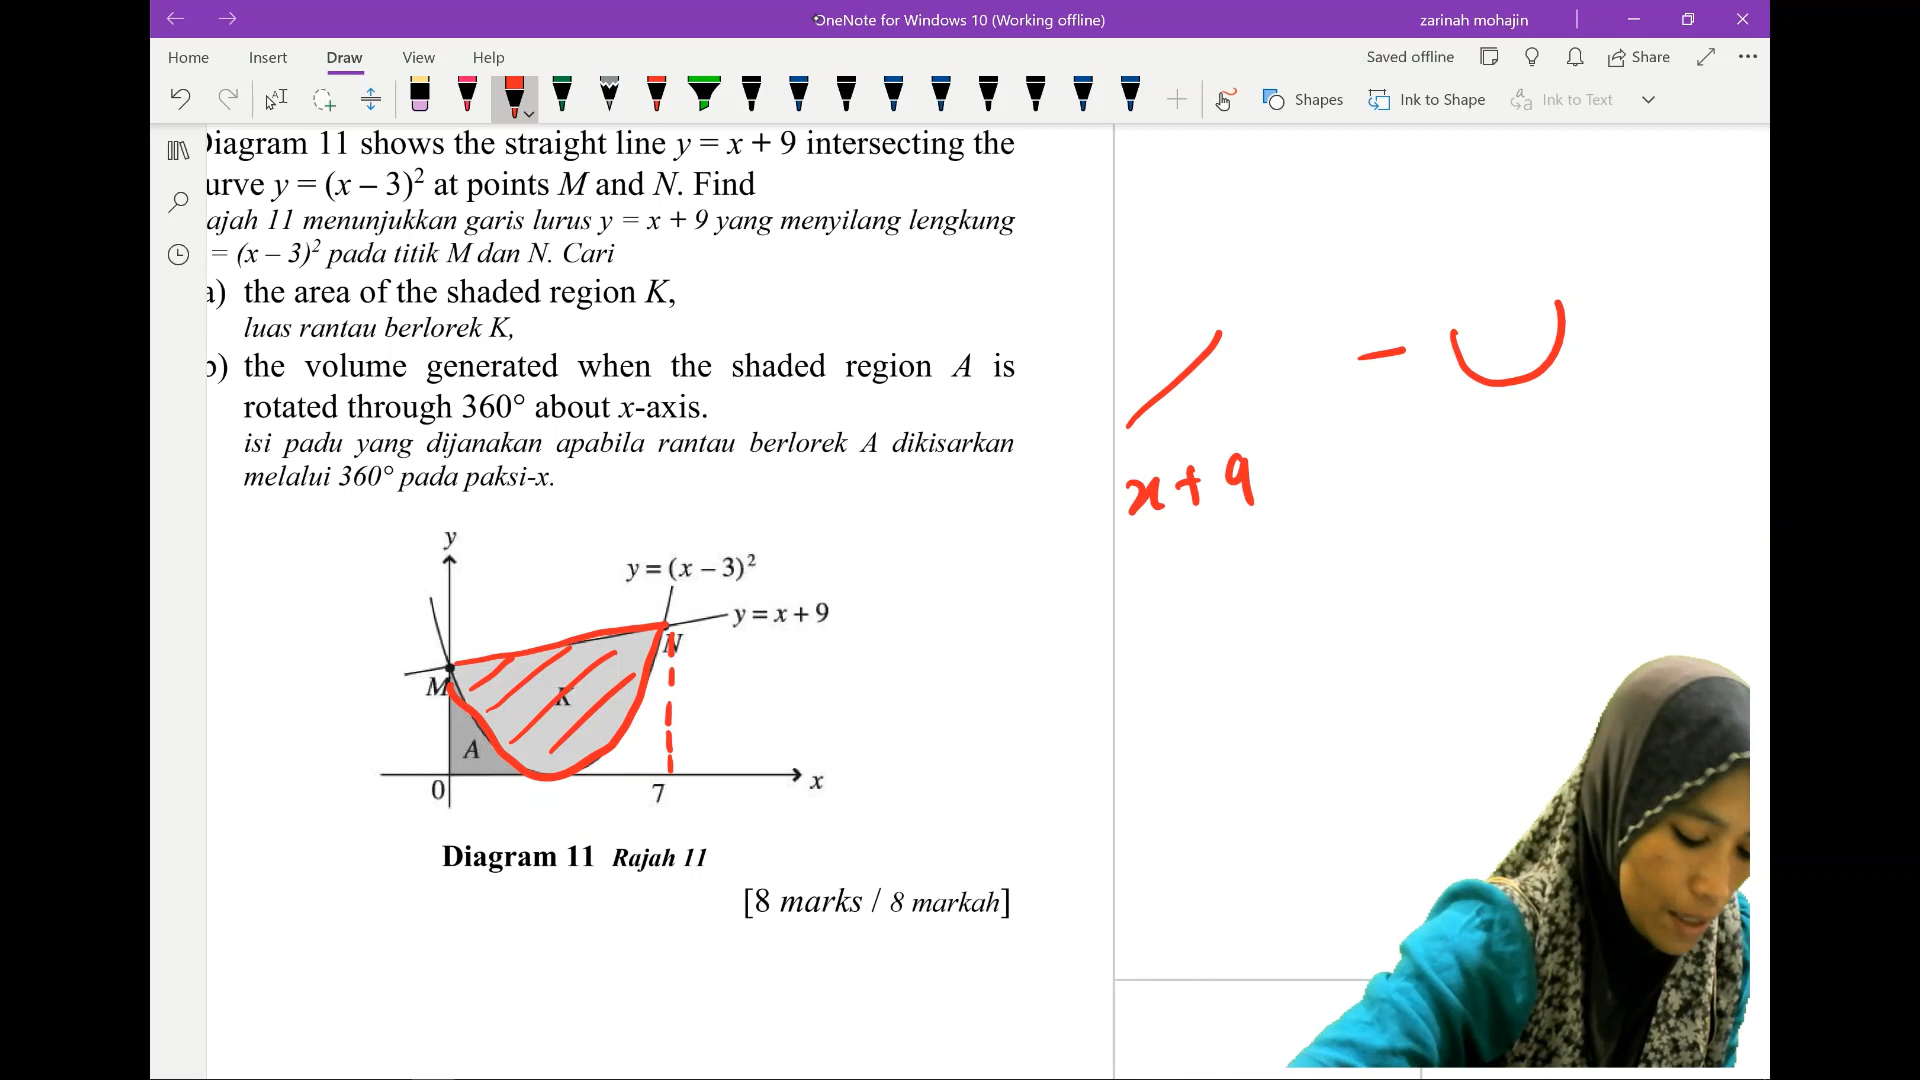 OneNote for Windows 10 (Working offline)
zarinah mohajin
Home Insert Draw View Help
Saved offline
Share
Shapes
Ink to Shape
Ink to Text
Diagram 11 shows the straight line y = x + 9 intersecting the
urve y = (x – 3)² at points M and N. Find
ajah 11 menunjukkan garis lurus y = x + 9 yang menyilang lengkung
= (x – 3)² pada titik M dan N. Cari
a) the area of the shaded region K,
luas rantau berlorek K,
b) the volume generated when the shaded region A is
rotated through 360° about x-axis.
isi padu yang dijanakan apabila rantau berlorek A dikisarkan
melalui 360° pada paksi-x.
x + 9
y
y = (x – 3)²
y = x + 9
N
M
K
A
0
7
x
Diagram 11 Rajah 11
[8 marks / 8 markah]